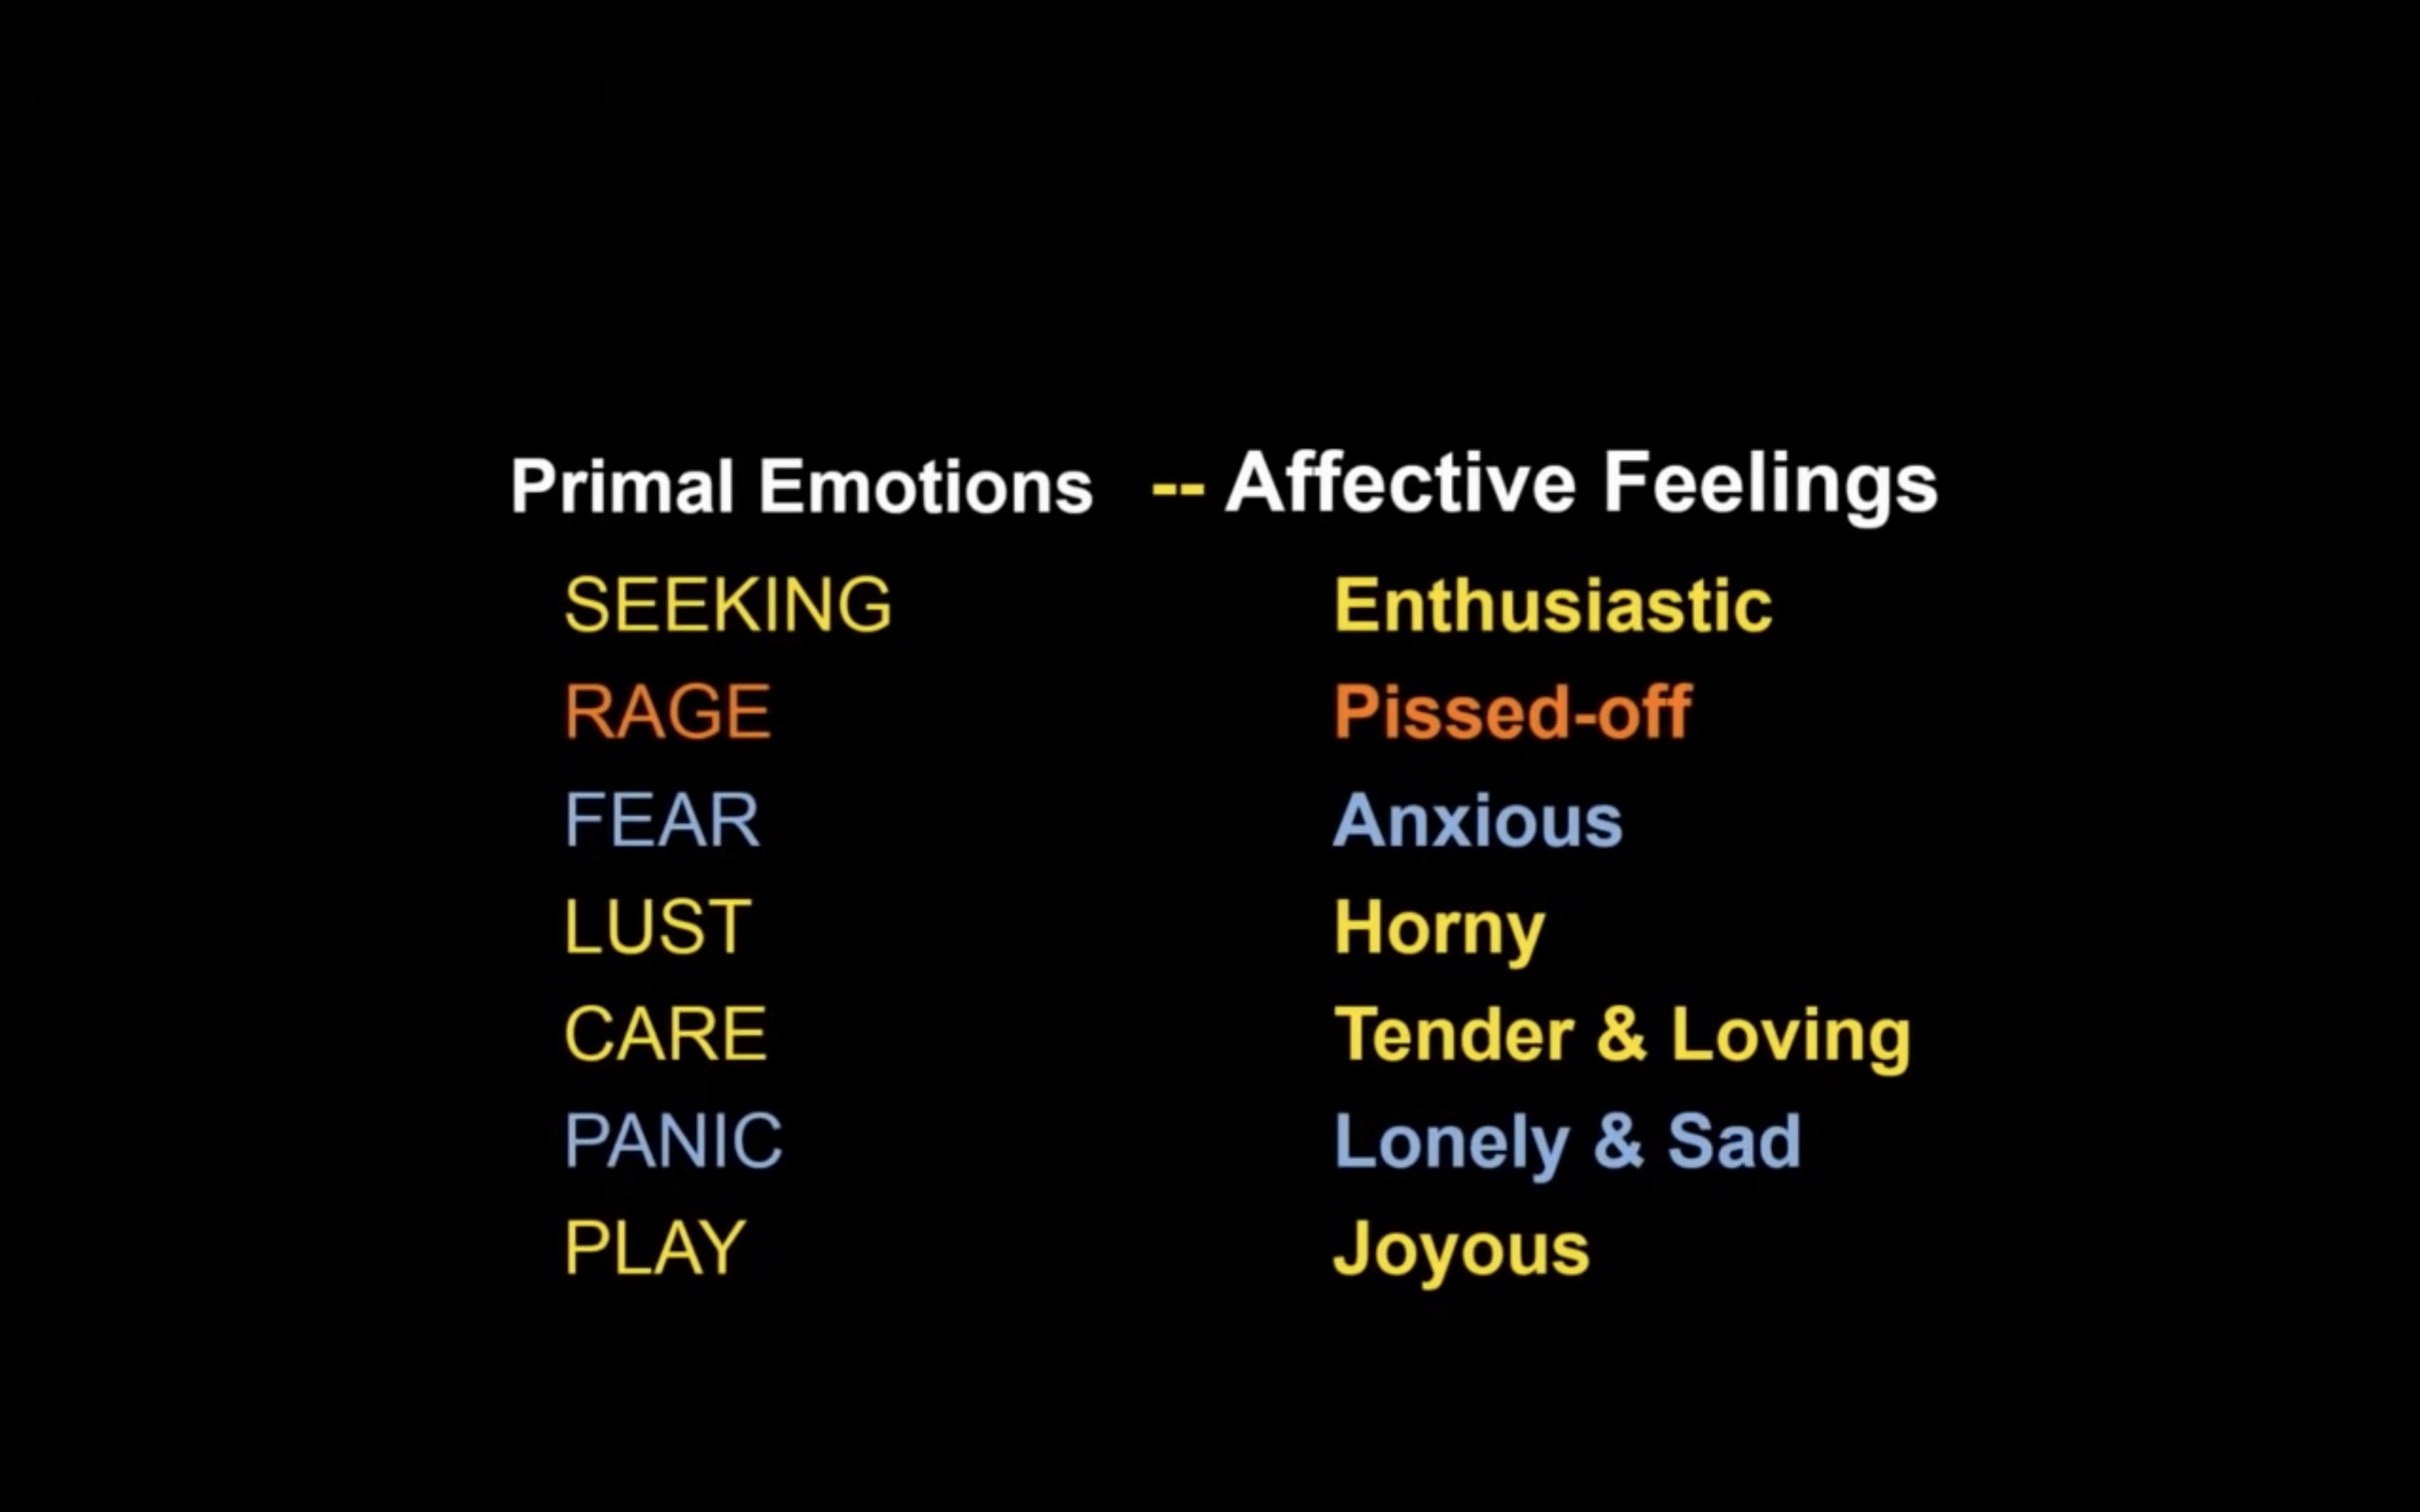 Primal Emotions -- Affective Feelings
SEEKING Enthusiastic
RAGE Pissed-off
FEAR Anxious
LUST Horny
CARE Tender & Loving
PANIC Lonely & Sad
PLAY Joyous